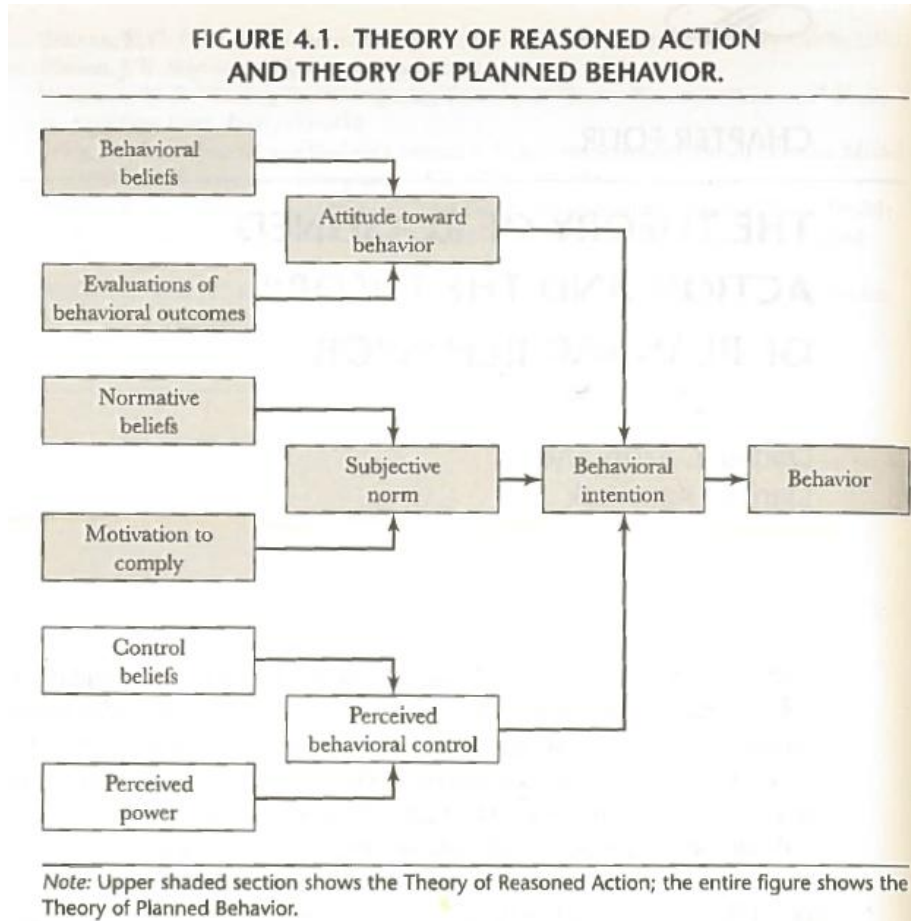 FIGURE 4.1. THEORY OF REASONED ACTION
AND THEORY OF PLANNED BEHAVIOR.
Behavioral
beliefs
Attitude toward
behavior
Evaluations of
behavioral outcomes
Normative
beliefs
Subjective
norm
Behavioral
intention
Behavior
Motivation to
comply
Control
beliefs
Perceived
behavioral control
Perceived
power
Note: Upper shaded section shows the Theory of Reasoned Action; the entire figure shows the
Theory of Planned Behavior.